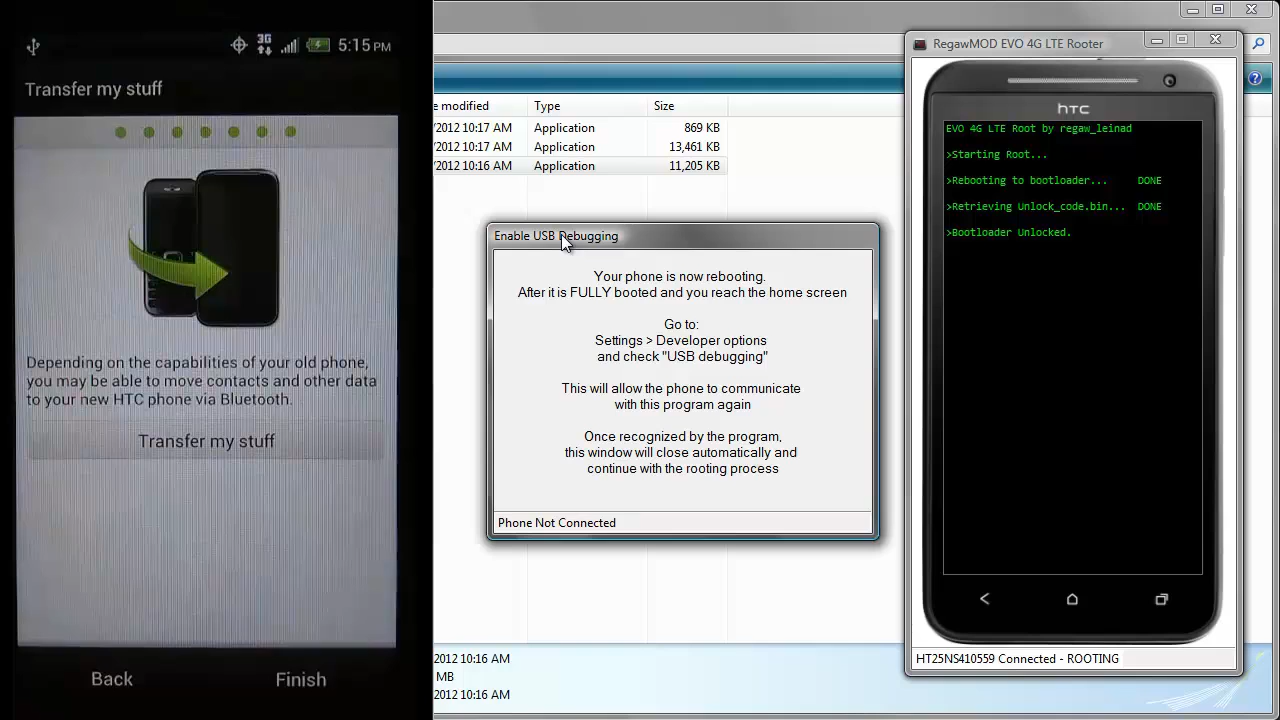 3G
5:15 PM
Transfer my stuff
Depending on the capabilities of your old phone,
you may be able to move contacts and other data
to your new HTC phone via Bluetooth.
Transfer my stuff
Back
Finish
e modified
Type
Size
/2012 10:17 AM
Application
869 KB
/2012 10:17 AM
Application
13,461 KB
/2012 10:16 AM
Application
11,205 KB
Enable USB Debugging
Your phone is now rebooting.
After it is FULLY booted and you reach the home screen
Go to:
Settings > Developer options
and check "USB debugging"
This will allow the phone to communicate
with this program again
Once recognized by the program,
this window will close automatically and
continue with the rooting process
Phone Not Connected
2012 10:16 AM
MB
2012 10:16 AM
RegawMOD EVO 4G LTE Rooter
hTC
EVO 4G LTE Root by regaw_leinad
>Starting Root...
>Rebooting to bootloader... DONE
>Retrieving Unlock_code.bin... DONE
>Bootloader Unlocked.
HT25NS410559 Connected - ROOTING